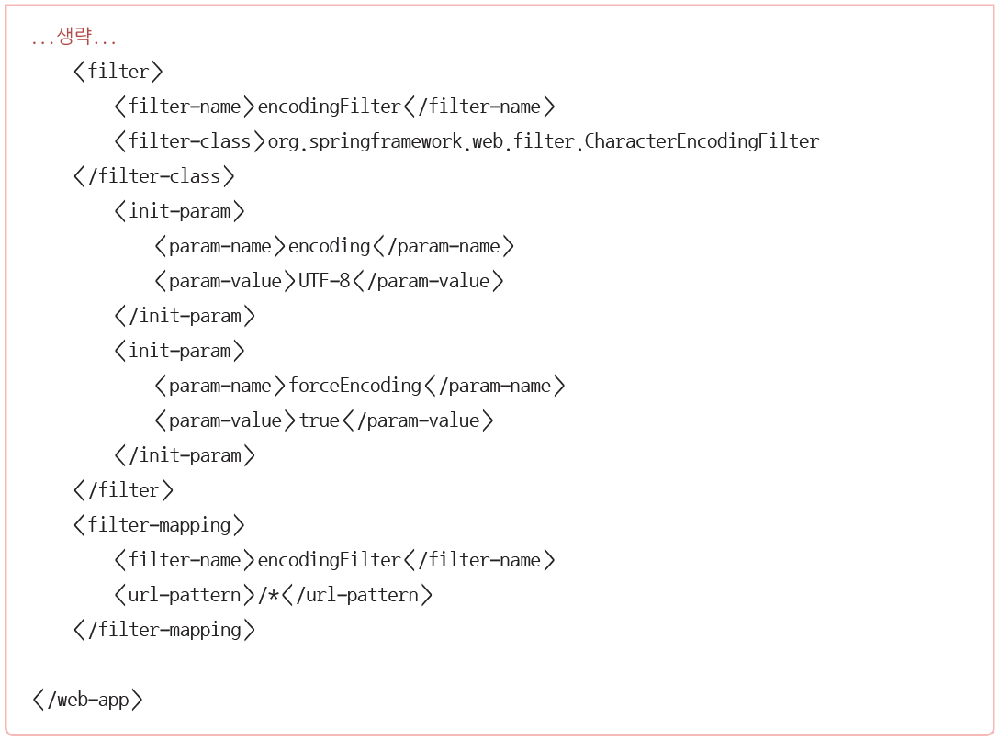 ...생략...
<filter>
<filter-name>encodingFilter</filter-name>
<filter-class>org.springframework.web.filter.CharacterEncodingFilter
</filter-class>
<init-param>
<param-name>encoding</param-name>
<param-value>UTF-8</param-value>
</init-param>
<init-param>
<param-name>forceEncoding</param-name>
<param-value>true</param-value>
</init-param>
</filter>
<filter-mapping>
<filter-name>encodingFilter</filter-name>
<url-pattern>/*</url-pattern>
</filter-mapping>
</web-app>